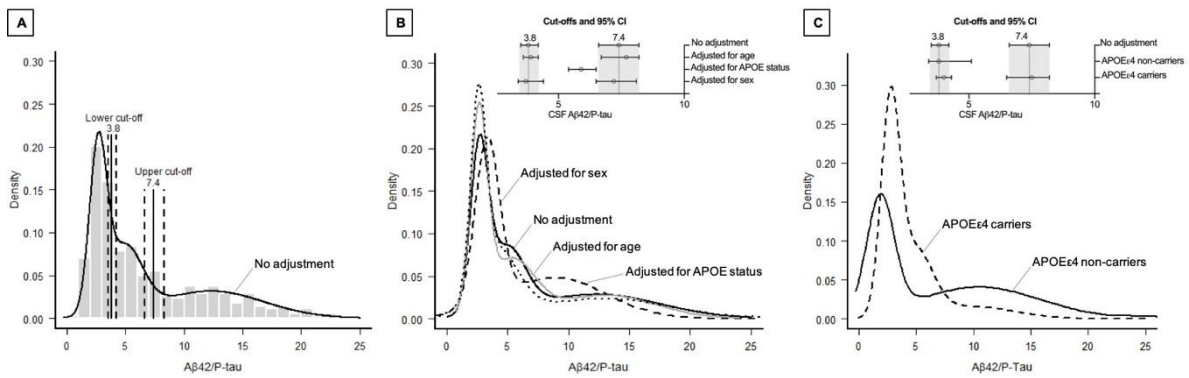 A
0.30
0.25
0.20
0.15
0.10
0.05
0.00
Density
Lower cut-off
3.8
Upper cut-off
7.4
No adjustment
0 5 10 15 20 25
Aβ42/P-tau
B
Cut-offs and 95% CI
3.8 7.4
No adjustment
Adjusted for age
Adjusted for APOE status
Adjusted for sex
5 10
CSF Aβ42/P-tau
0.30
0.25
0.20
0.15
0.10
0.05
0.00
Density
Adjusted for sex
No adjustment
Adjusted for age
Adjusted for APOE status
0 5 10 15 20 25
Aβ42/P-tau
C
Cut-offs and 95% CI
3.8 7.4
No adjustment
APOEε4 non-carriers
APOEε4 carriers
5 10
CSF Aβ42/P-tau
0.30
0.25
0.20
0.15
0.10
0.05
0.00
Density
APOEε4 carriers
APOEε4 non-carriers
0 5 10 15 20 25
Aβ42/P-Tau